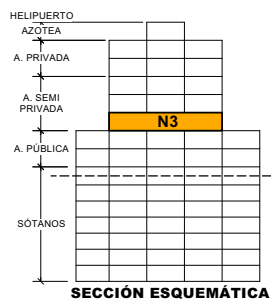 HELIPUERTO
AZOTEA
A. PRIVADA
A. SEMI
PRIVADA
N3
A. PÚBLICA
SÓTANOS
SECCIÓN ESQUEMÁTICA